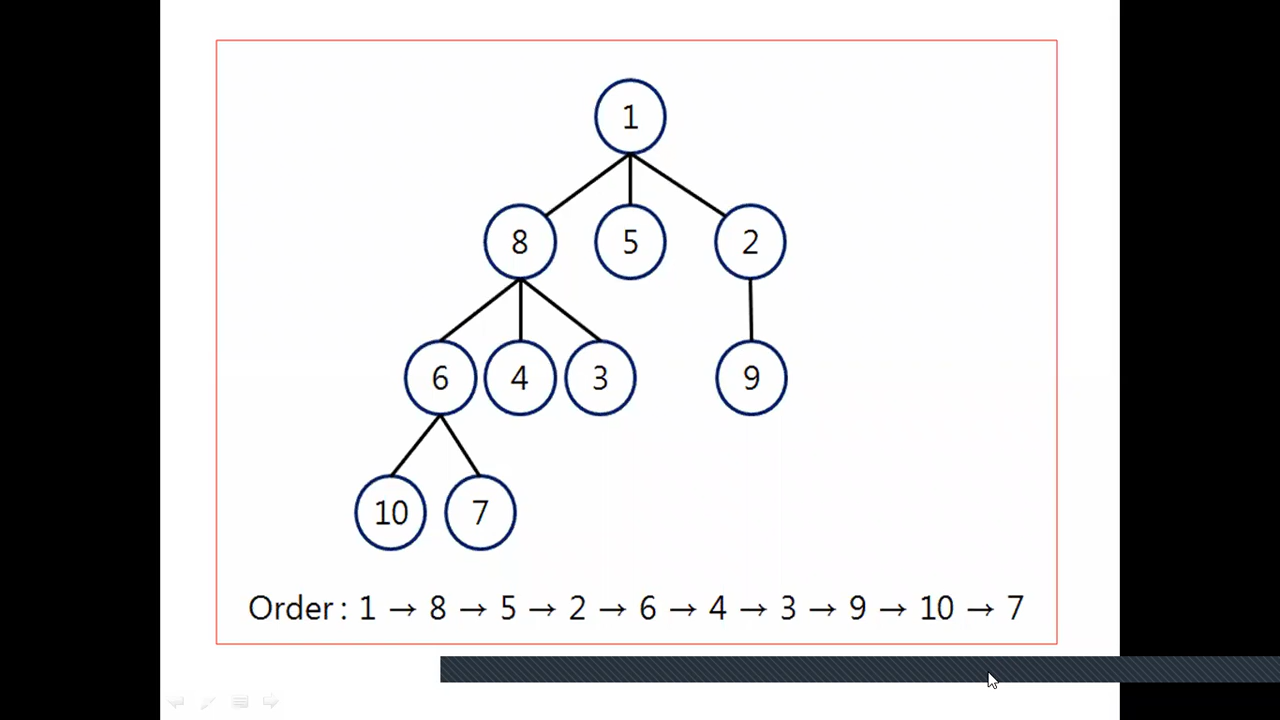 1
8 5 2
6 4 3 9
10 7
Order : 1 → 8 → 5 → 2 → 6 → 4 → 3 → 9 → 10 → 7